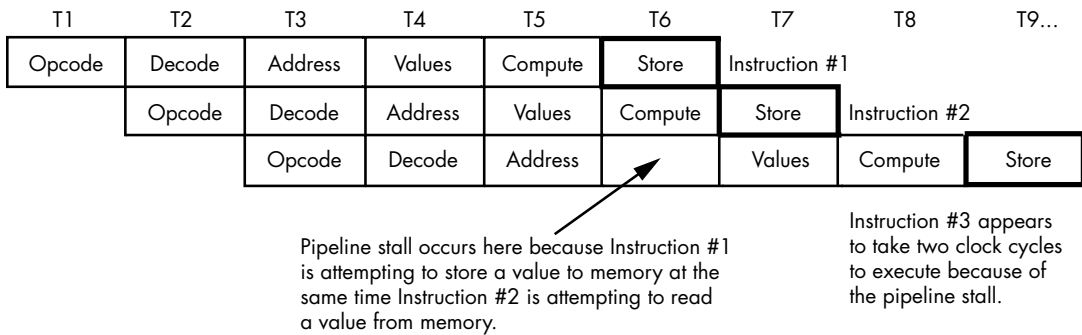 T1 T2 T3 T4 T5 T6 T7 T8 T9...
Opcode Decode Address Values Compute Store Instruction #1
Opcode Decode Address Values Compute Store Instruction #2
Opcode Decode Address Values Compute Store
Pipeline stall occurs here because Instruction #1
is attempting to store a value to memory at the
same time Instruction #2 is attempting to read
a value from memory.
Instruction #3 appears
to take two clock cycles
to execute because of
the pipeline stall.